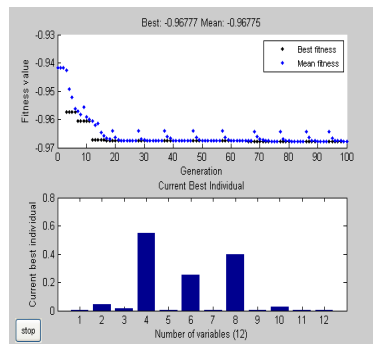 Best: -0.96777 Mean: -0.96775
-0.93
-0.94
-0.95
-0.96
-0.97
Fitness value
Best fitness
Mean fitness
0 10 20 30 40 50 60 70 80 90 100
Generation
Current Best Individual
0.8
0.6
0.4
0.2
0
Current best individual
1 2 3 4 5 6 7 8 9 10 11 12
Number of variables (12)
stop